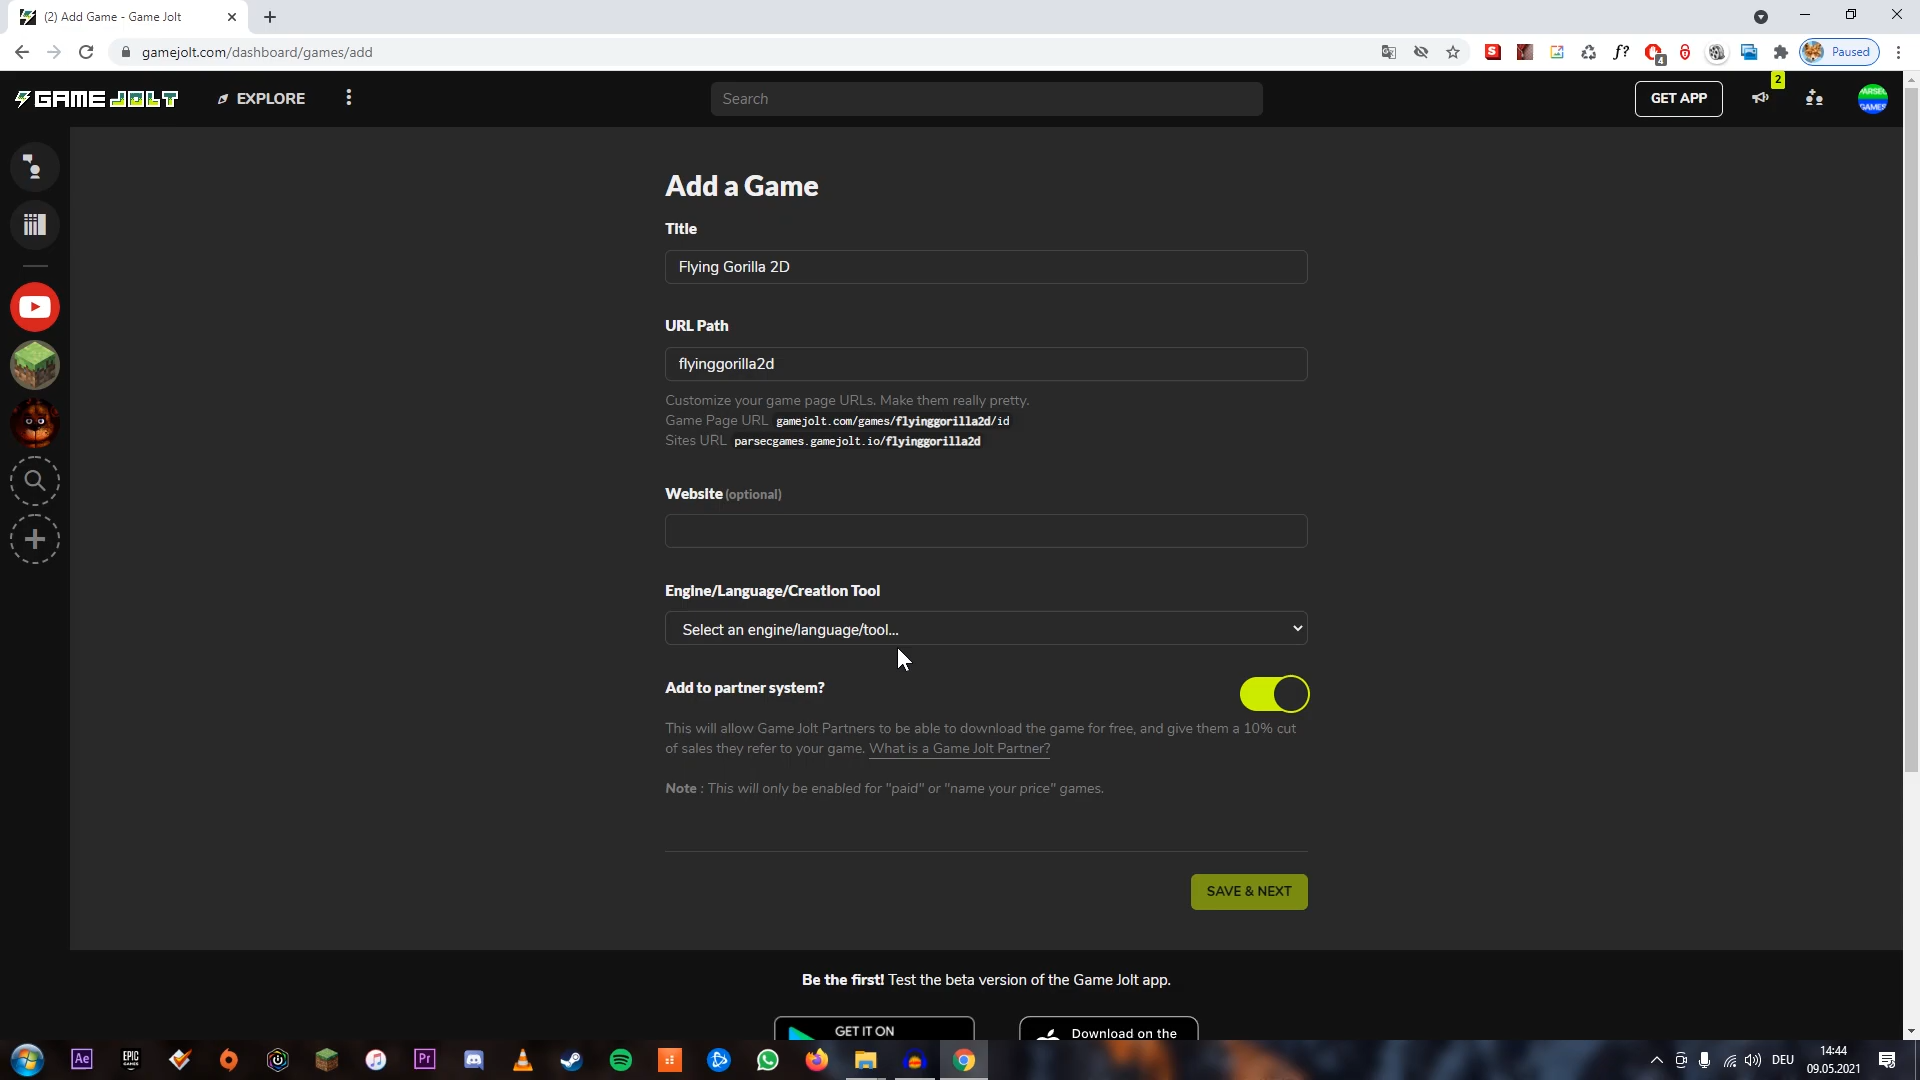 (2) Add Game - Game Jolt
gamejolt.com/dashboard/games/add
4
Paused
GAME JOLT
EXPLORE
Search
GET APP
2
PARSEC
GAMES
Add a Game
Title
Flying Gorilla 2D
URL Path
flyinggorilla2d
Customize your game page URLs. Make them really pretty.
Game Page URL gamejolt.com/games/flyinggorilla2d/id
Sites URL parsecgames.gamejolt.io/flyinggorilla2d
Website (optional)
Engine/Language/Creation Tool
Select an engine/language/tool...
Add to partner system?
This will allow Game Jolt Partners to be able to download the game for free, and give them a 10% cut
of sales they refer to your game. What is a Game Jolt Partner?
Note : This will only be enabled for "paid" or "name your price" games.
SAVE & NEXT
Be the first! Test the beta version of the Game Jolt app.
GET IT ON
Download on the
Ae
EPIC
GAMES
Pr
DEU
14:44
09.05.2021